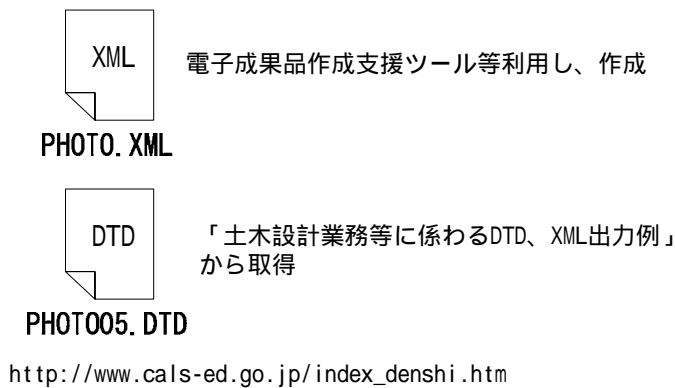 XML
電子成果品作成支援ツール等利用し、作成
PHOTO.XML
DTD
「土木設計業務等に係わるDTD、XML出力例」
から取得
PHOTO05.DTD
http://www.cals-ed.go.jp/index_denshi.htm